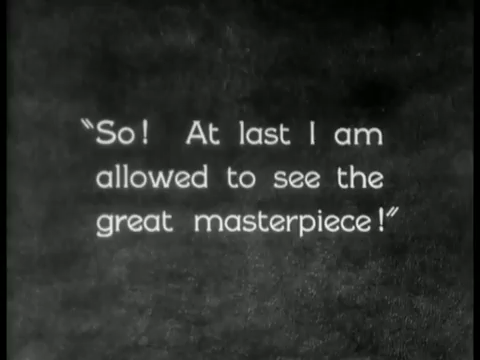 “So! At last I am
allowed to see the
great masterpiece!”